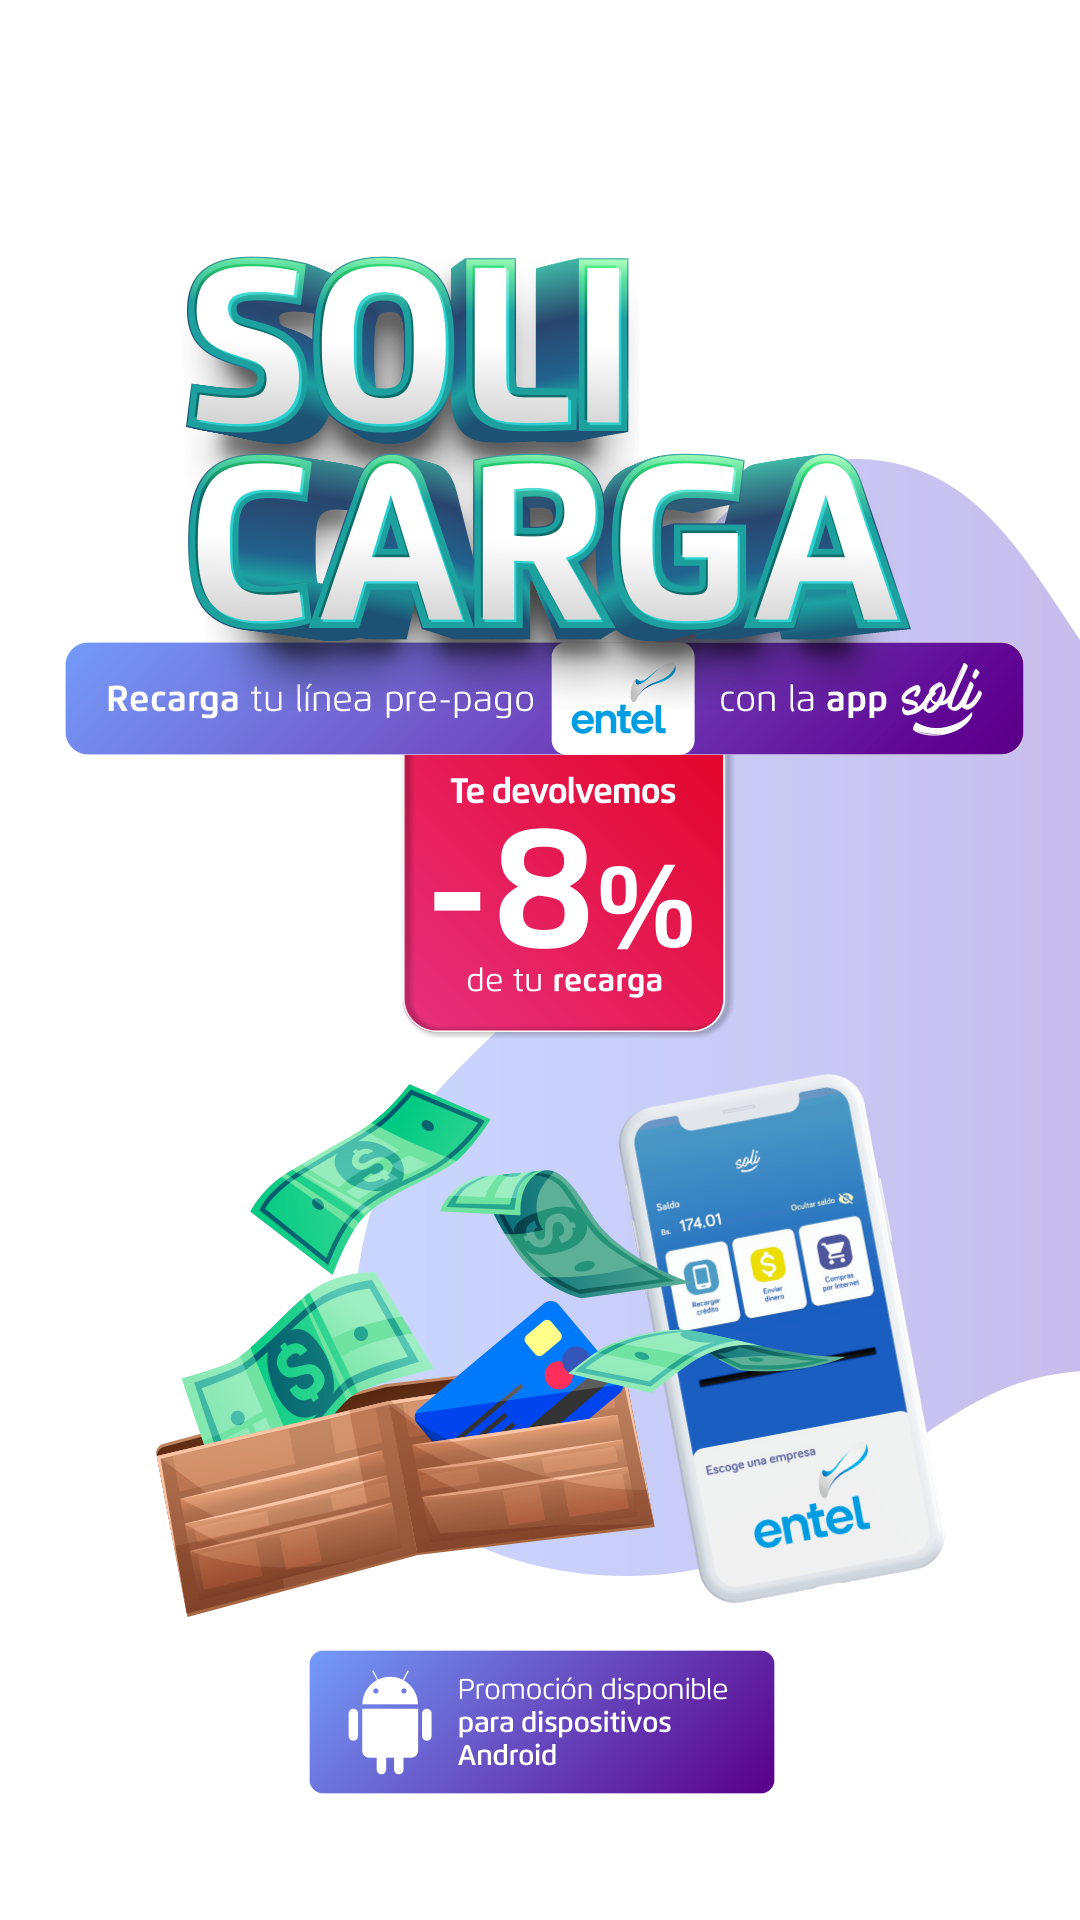 SOLI
CARGA
Recarga tu línea pre-pago entel con la app soli
Te devolvemos
-8%
de tu recarga
soli
Saldo
Ocultar saldo
Bs. 174.01
Recargar crédito
Enviar dinero
Compras por Internet
Escoge una empresa
entel
Promoción disponible
para dispositivos
Android